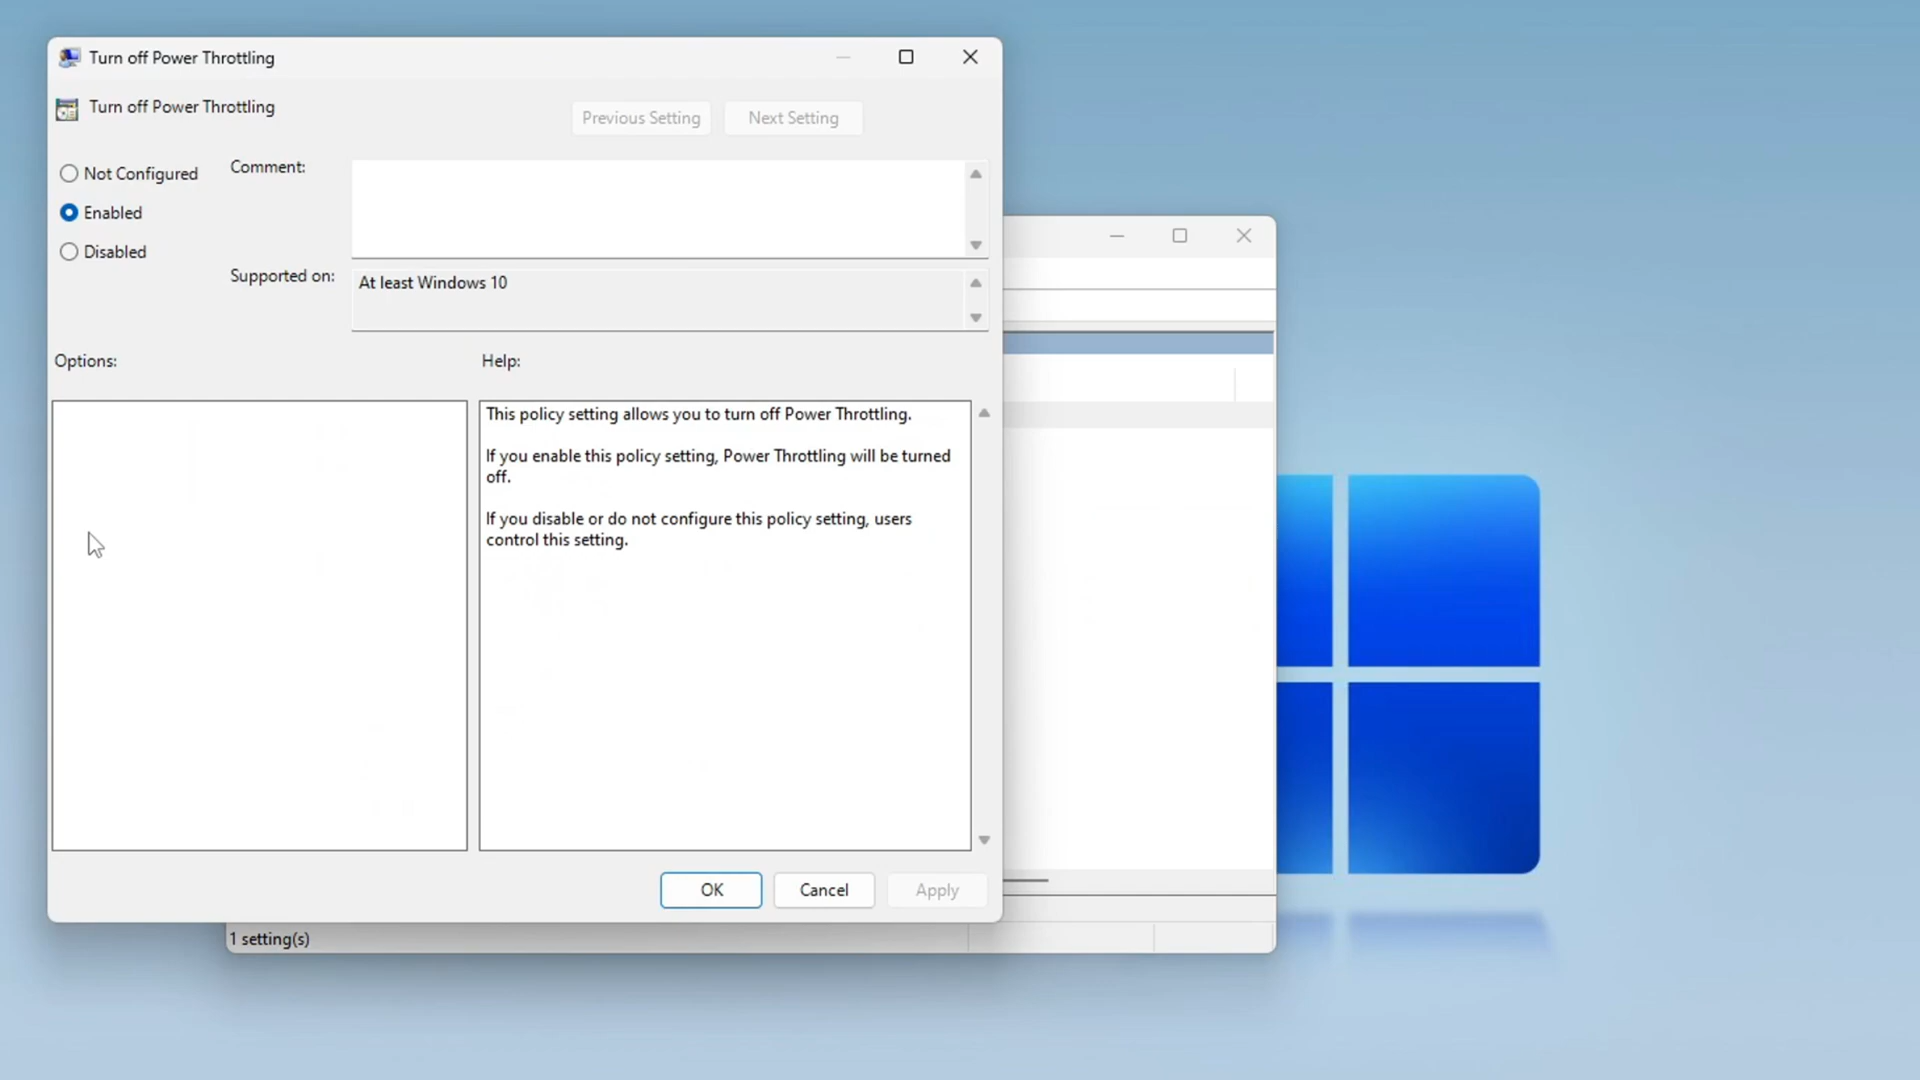 Turn off Power Throttling
Turn off Power Throttling
Previous Setting
Next Setting
Not Configured
Comment:
Enabled
Disabled
Supported on:
At least Windows 10
Options:
Help:
This policy setting allows you to turn off Power Throttling.
If you enable this policy setting, Power Throttling will be turned
off.
If you disable or do not configure this policy setting, users
control this setting.
OK
Cancel
Apply
1 setting(s)